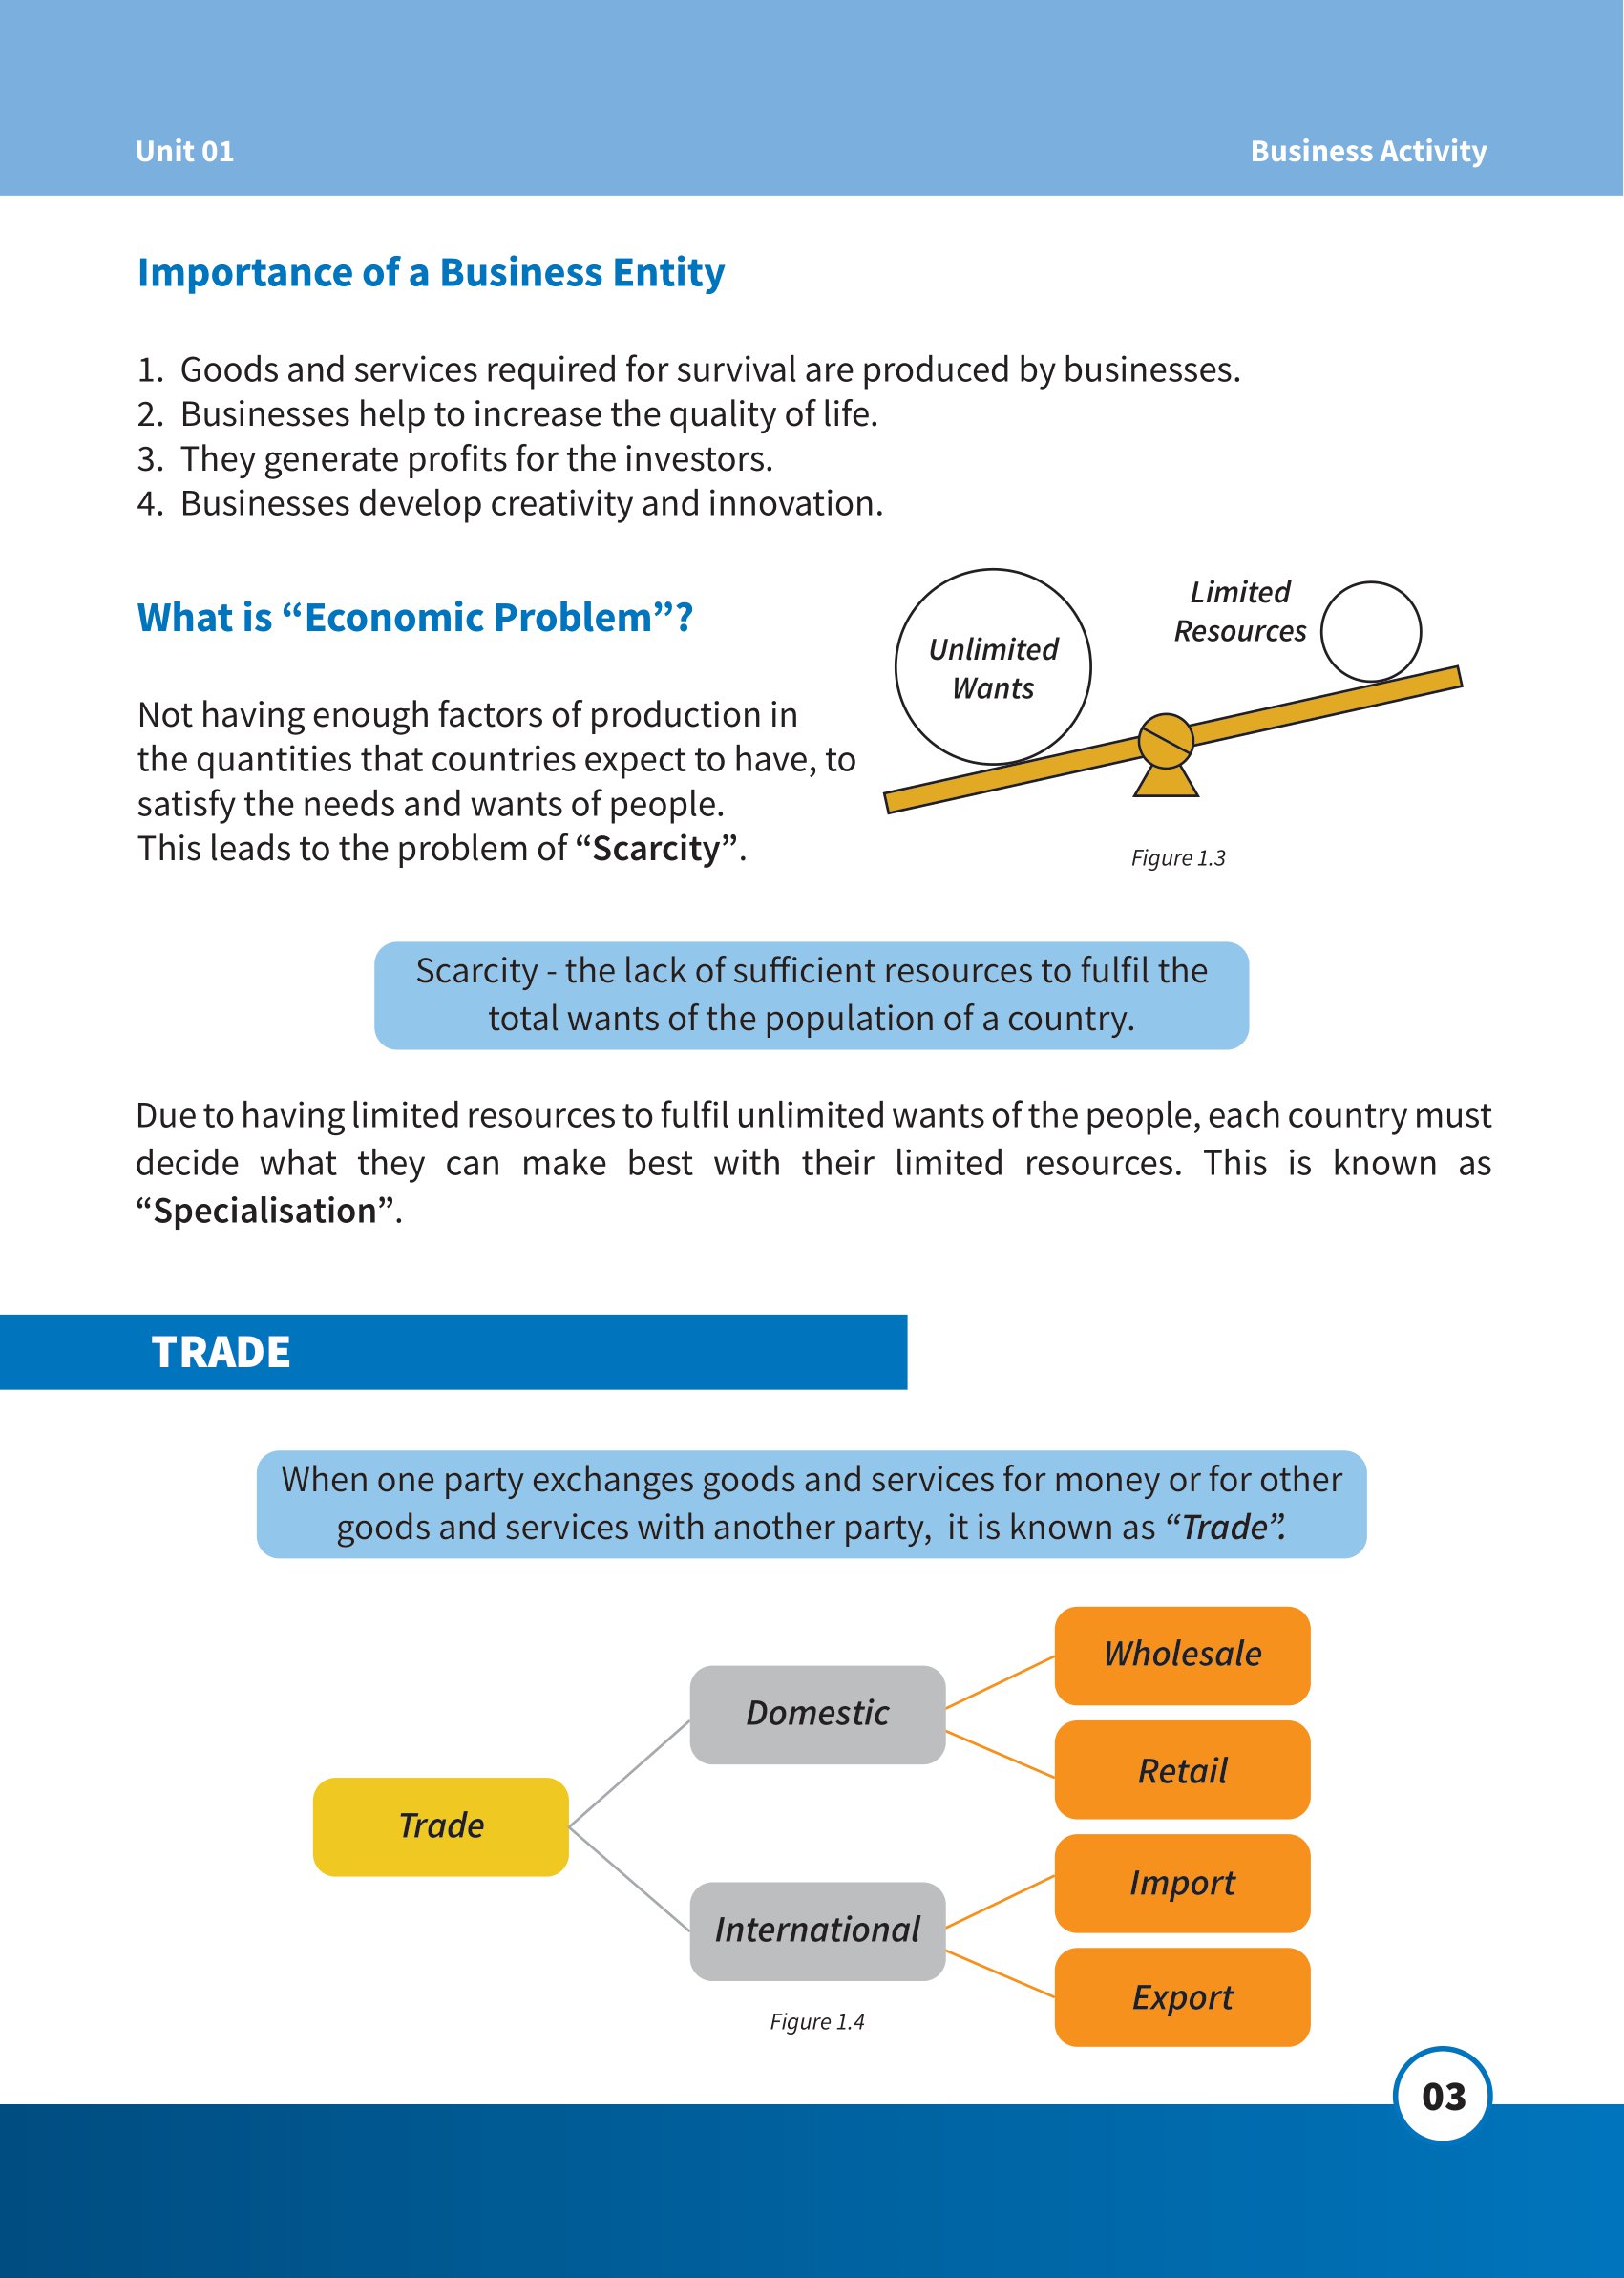 Unit 01
Business Activity
Importance of a Business Entity
1. Goods and services required for survival are produced by businesses.
2. Businesses help to increase the quality of life.
3. They generate profits for the investors.
4. Businesses develop creativity and innovation.
What is “Economic Problem”?
Not having enough factors of production in
the quantities that countries expect to have, to
satisfy the needs and wants of people.
This leads to the problem of “Scarcity”.
Unlimited
Wants
Limited
Resources
Figure 1.3
Scarcity - the lack of sufficient resources to fulfil the
total wants of the population of a country.
Due to having limited resources to fulfil unlimited wants of the people, each country must
decide what they can make best with their limited resources. This is known as
“Specialisation”.
TRADE
When one party exchanges goods and services for money or for other
goods and services with another party, it is known as “Trade”.
Trade
Domestic
International
Wholesale
Retail
Import
Export
Figure 1.4
03